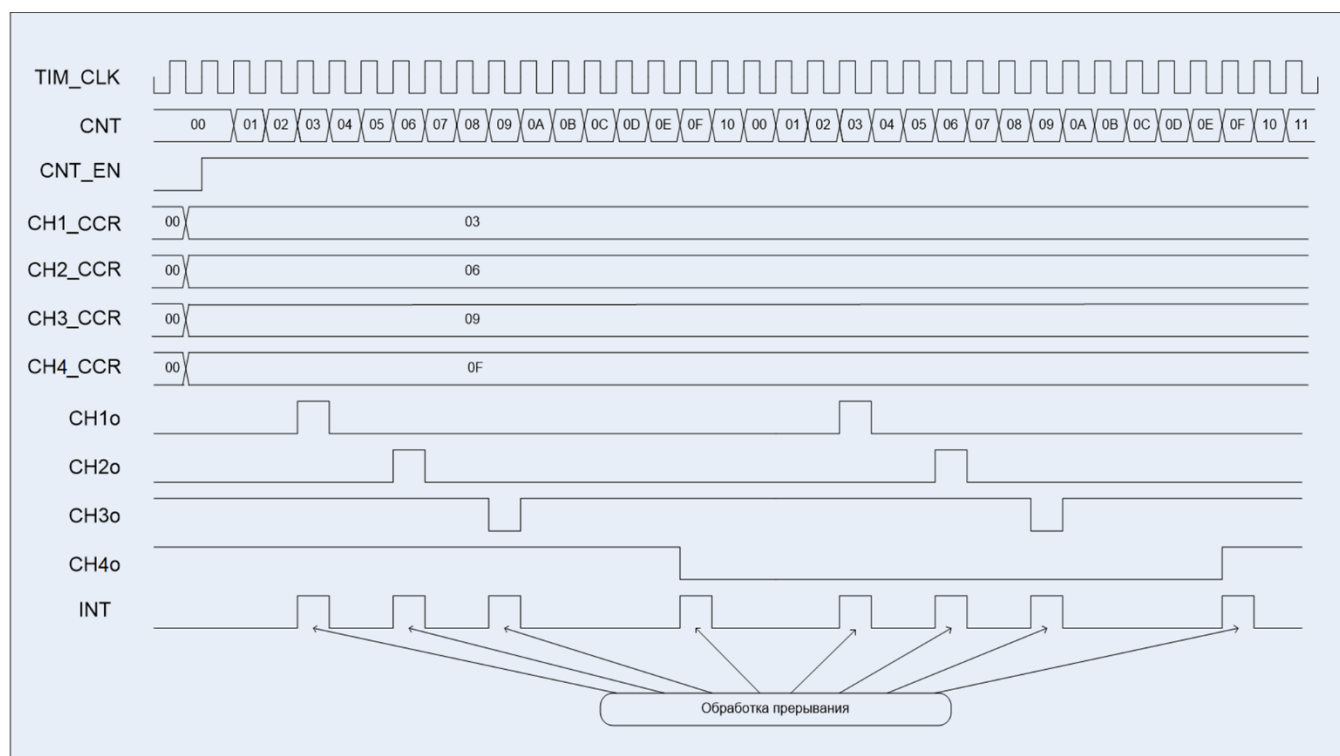 TIM_CLK
CNT 00 01 02 03 04 05 06 07 08 09 0A 0B 0C 0D 0E 0F 10 00 01 02 03 04 05 06 07 08 09 0A 0B 0C 0D 0E 0F 10 11
CNT_EN
CH1_CCR 00 03
CH2_CCR 00 06
CH3_CCR 00 09
CH4_CCR 00 0F
CH1o
CH2o
CH3o
CH4o
INT
Обработка прерывания